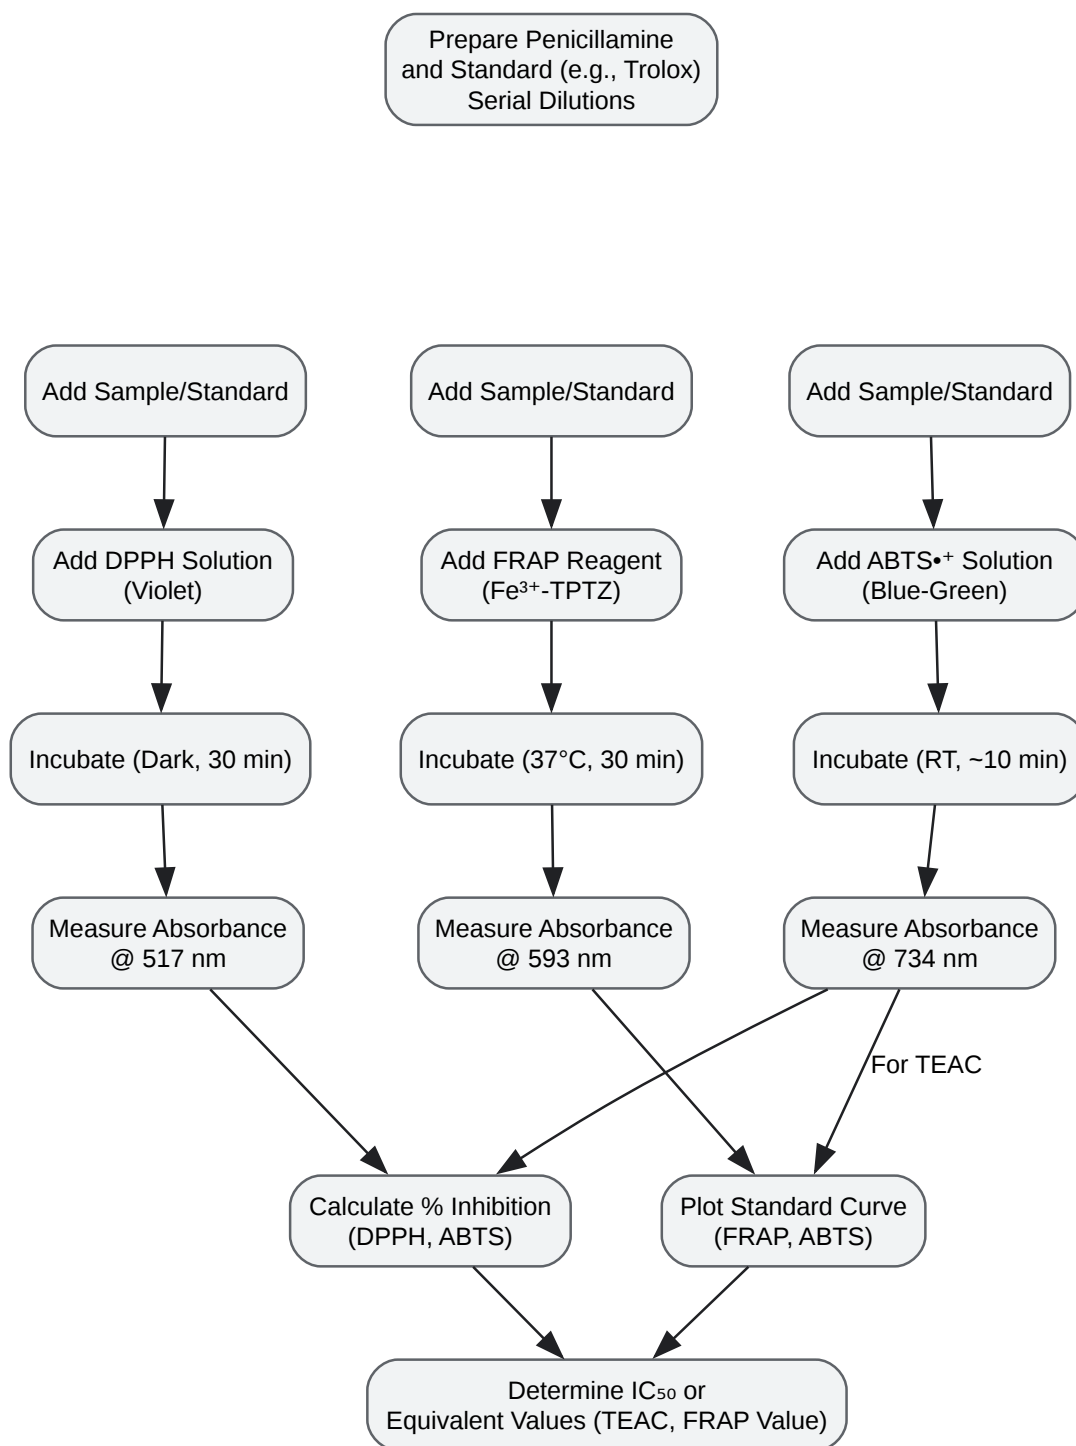 Prepare Penicillamine
and Standard (e.g., Trolox)
Serial Dilutions
Add Sample/Standard
Add Sample/Standard
Add Sample/Standard
Add DPPH Solution
(Violet)
Add FRAP Reagent
(Fe³⁺-TPTZ)
Add ABTS•⁺ Solution
(Blue-Green)
Incubate (Dark, 30 min)
Incubate (37°C, 30 min)
Incubate (RT, ~10 min)
Measure Absorbance
@ 517 nm
Measure Absorbance
@ 593 nm
Measure Absorbance
@ 734 nm
For TEAC
Calculate % Inhibition
(DPPH, ABTS)
Plot Standard Curve
(FRAP, ABTS)
Determine IC₅₀ or
Equivalent Values (TEAC, FRAP Value)